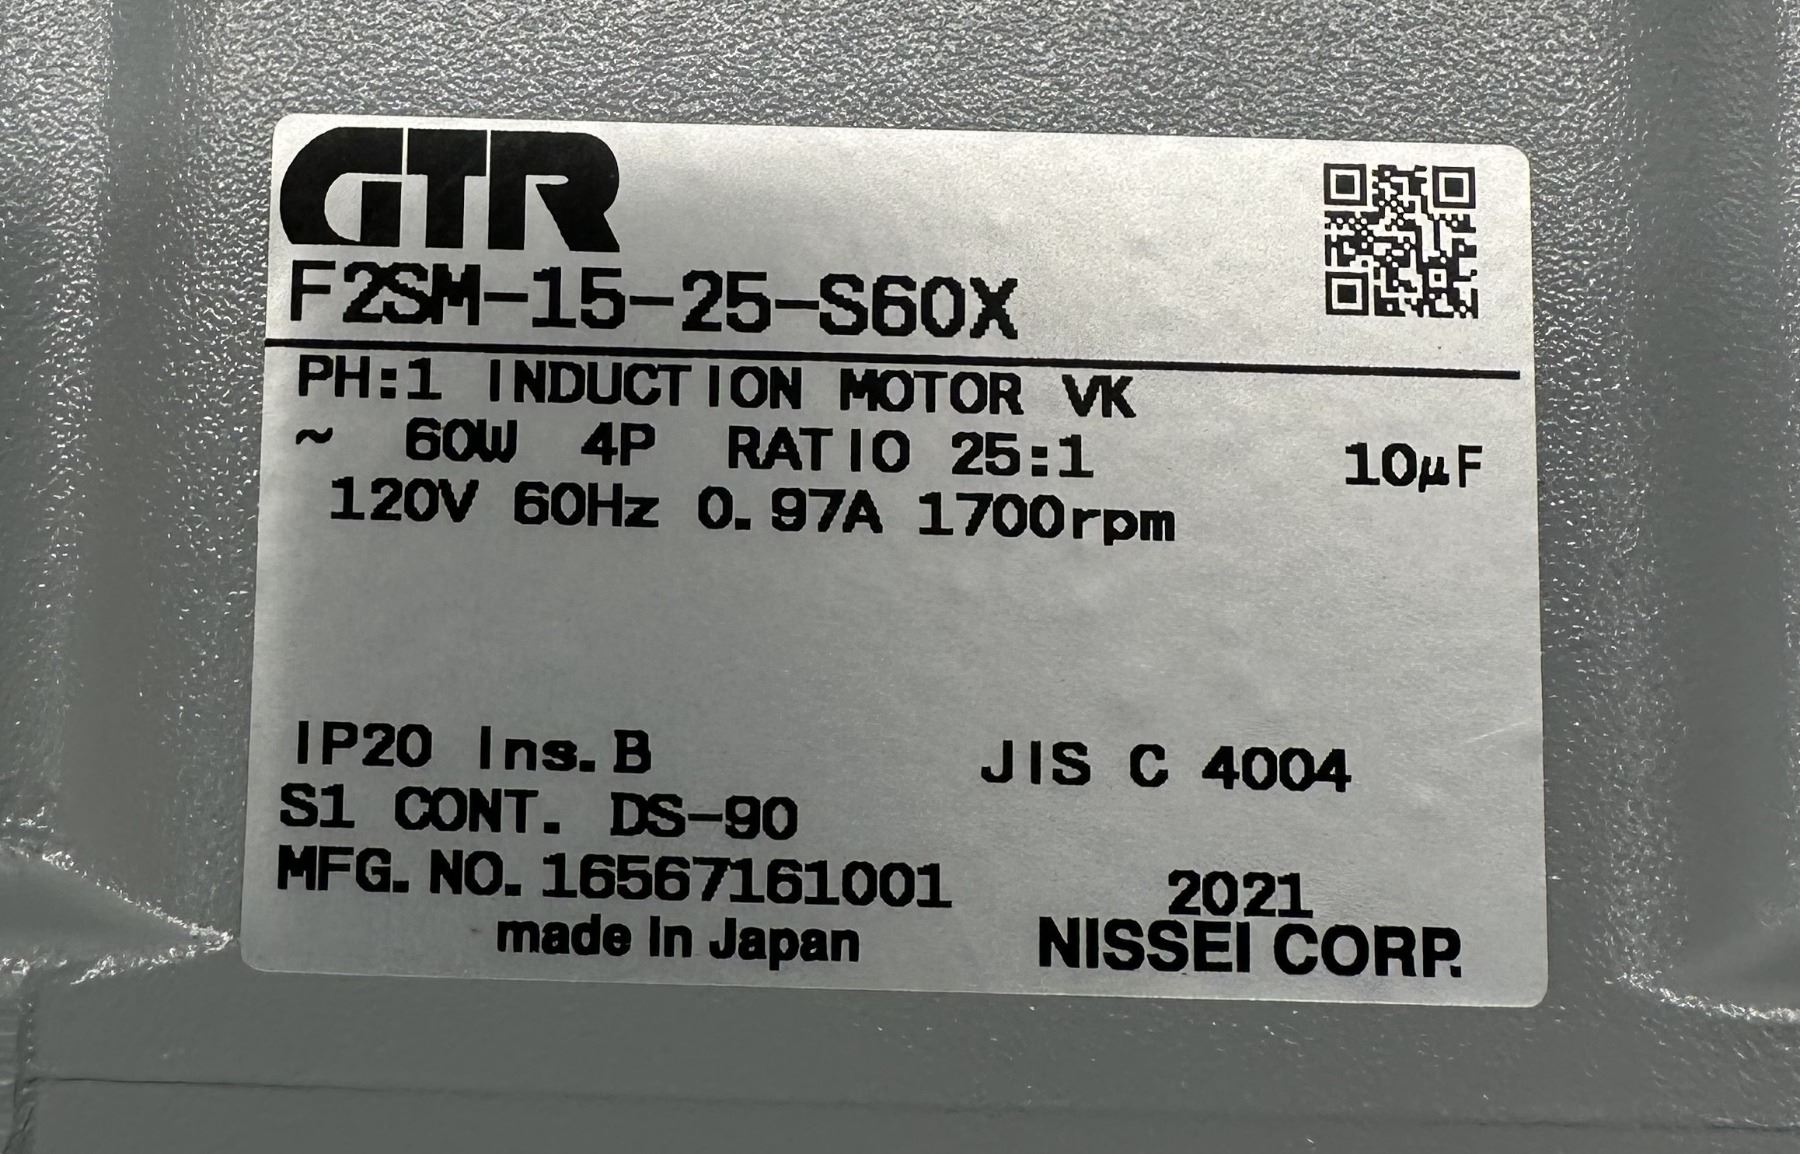 GTR
F2SM-15-25-S60X
PH:1 INDUCTION MOTOR VK
~ 60W 4P RATIO 25:1 10μF
120V 60Hz 0.97A 1700rpm
IP20 Ins.B JIS C 4004
S1 CONT. DS-90
MFG. NO. 16567161001 2021
made In Japan NISSEI CORP.